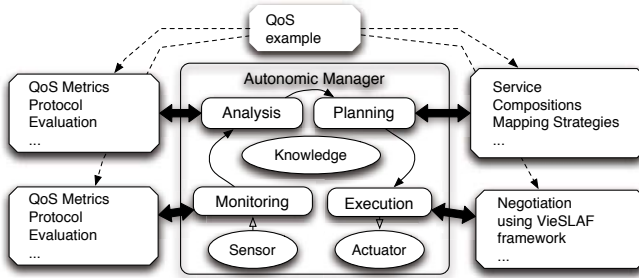 QoS
example
Autonomic Manager
QoS Metrics
Protocol
Evaluation
...
Analysis
Planning
Service
Compositions
Mapping Strategies
...
Knowledge
QoS Metrics
Protocol
Evaluation
...
Monitoring
Execution
Negotiation
using VieSLAF
framework
...
Sensor
Actuator